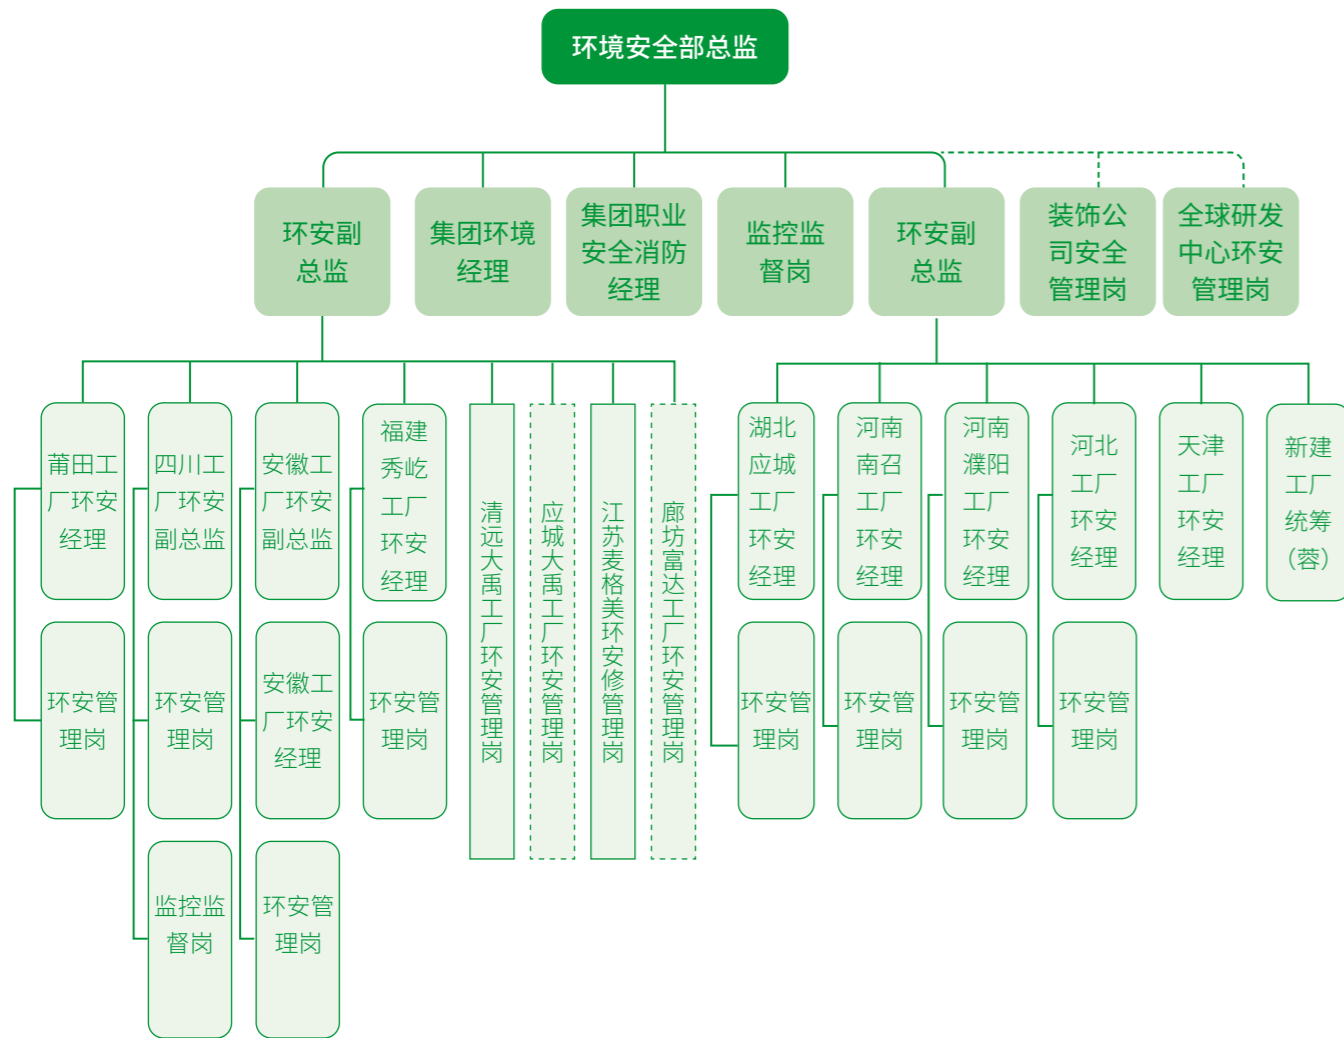 环境安全部总监
环安副
总监
集团环境
经理
集团职业
安全消防
经理
监控监
督岗
环安副
总监
装饰公
司安全
管理岗
全球研发
中心环安
管理岗
莆田工
厂环安
经理
四川工
厂环安
副总监
安徽工
厂环安
副总监
福建
秀屹
工厂
环安
经理
清远大禹工厂环安管理岗
应城大禹工厂环安管理岗
江苏麦格美环安修管理岗
廊坊富达工厂环安管理岗
湖北
应城
工厂
环安
经理
河南
南召
工厂
环安
经理
河南
濮阳
工厂
环安
经理
河北
工厂
环安
经理
天津
工厂
环安
经理
新建
工厂
统筹
（蓉）
环安管
理岗
环安管
理岗
安徽工
厂环安
经理
环安管
理岗
环安管
理岗
环安管
理岗
环安管
理岗
环安管
理岗
监控监
督岗
环安管
理岗